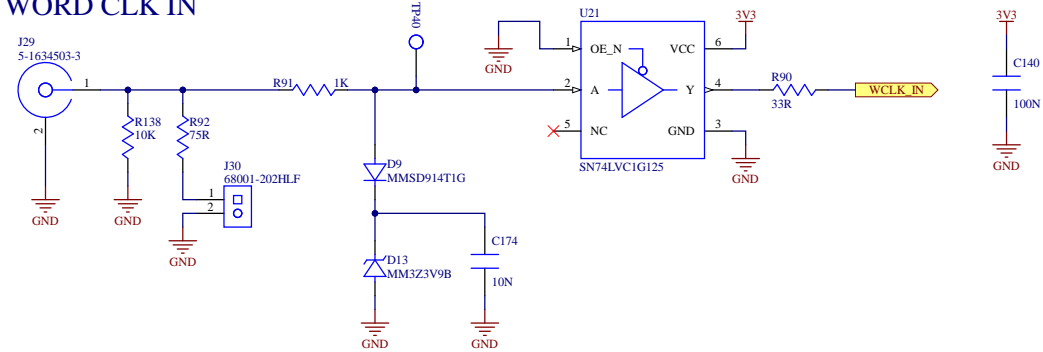 WORD CLK IN
J29
5-1634503-3
1
2
GND
R138
10K
GND
R92
75R
J30
68001-202HLF
1
2
GND
R91
1K
TP40
D9
MMSD914T1G
D13
MM3Z3V9B
GND
C174
10N
GND
GND
U21
1
OE_N
2
A
5
NC
VCC
6
Y
4
GND
3
SN74LVC1G125
3V3
GND
R90
33R
WCLK_IN
3V3
C140
100N
GND